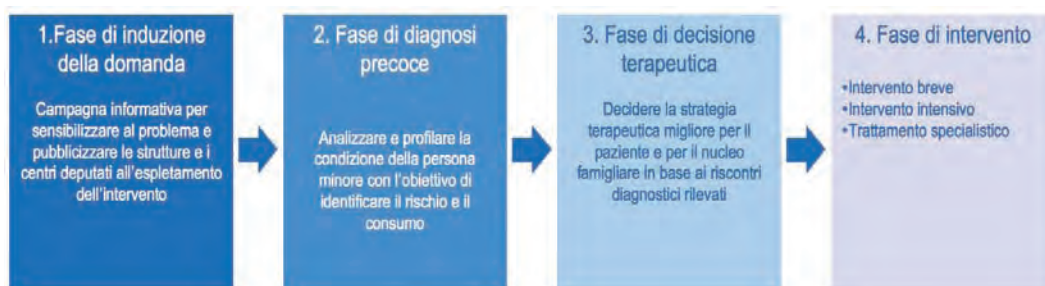 1.Fase di induzione
della domanda
Campagna informativa per
sensibilizzare al problema e
pubblicizzare le strutture e i
centri deputati all'espletamento
dell'intervento
2. Fase di diagnosi
precoce
Analizzare e profilare la
condizione della persona
minore con l'obiettivo di
identificare il rischio e il
consumo
3. Fase di decisione
terapeutica
Decidere la strategia
terapeutica migliore per il
paziente e per il nucleo
famigliare in base ai riscontri
diagnostici rilevati
4. Fase di intervento
•Intervento breve
•Intervento intensivo
•Trattamento specialistico